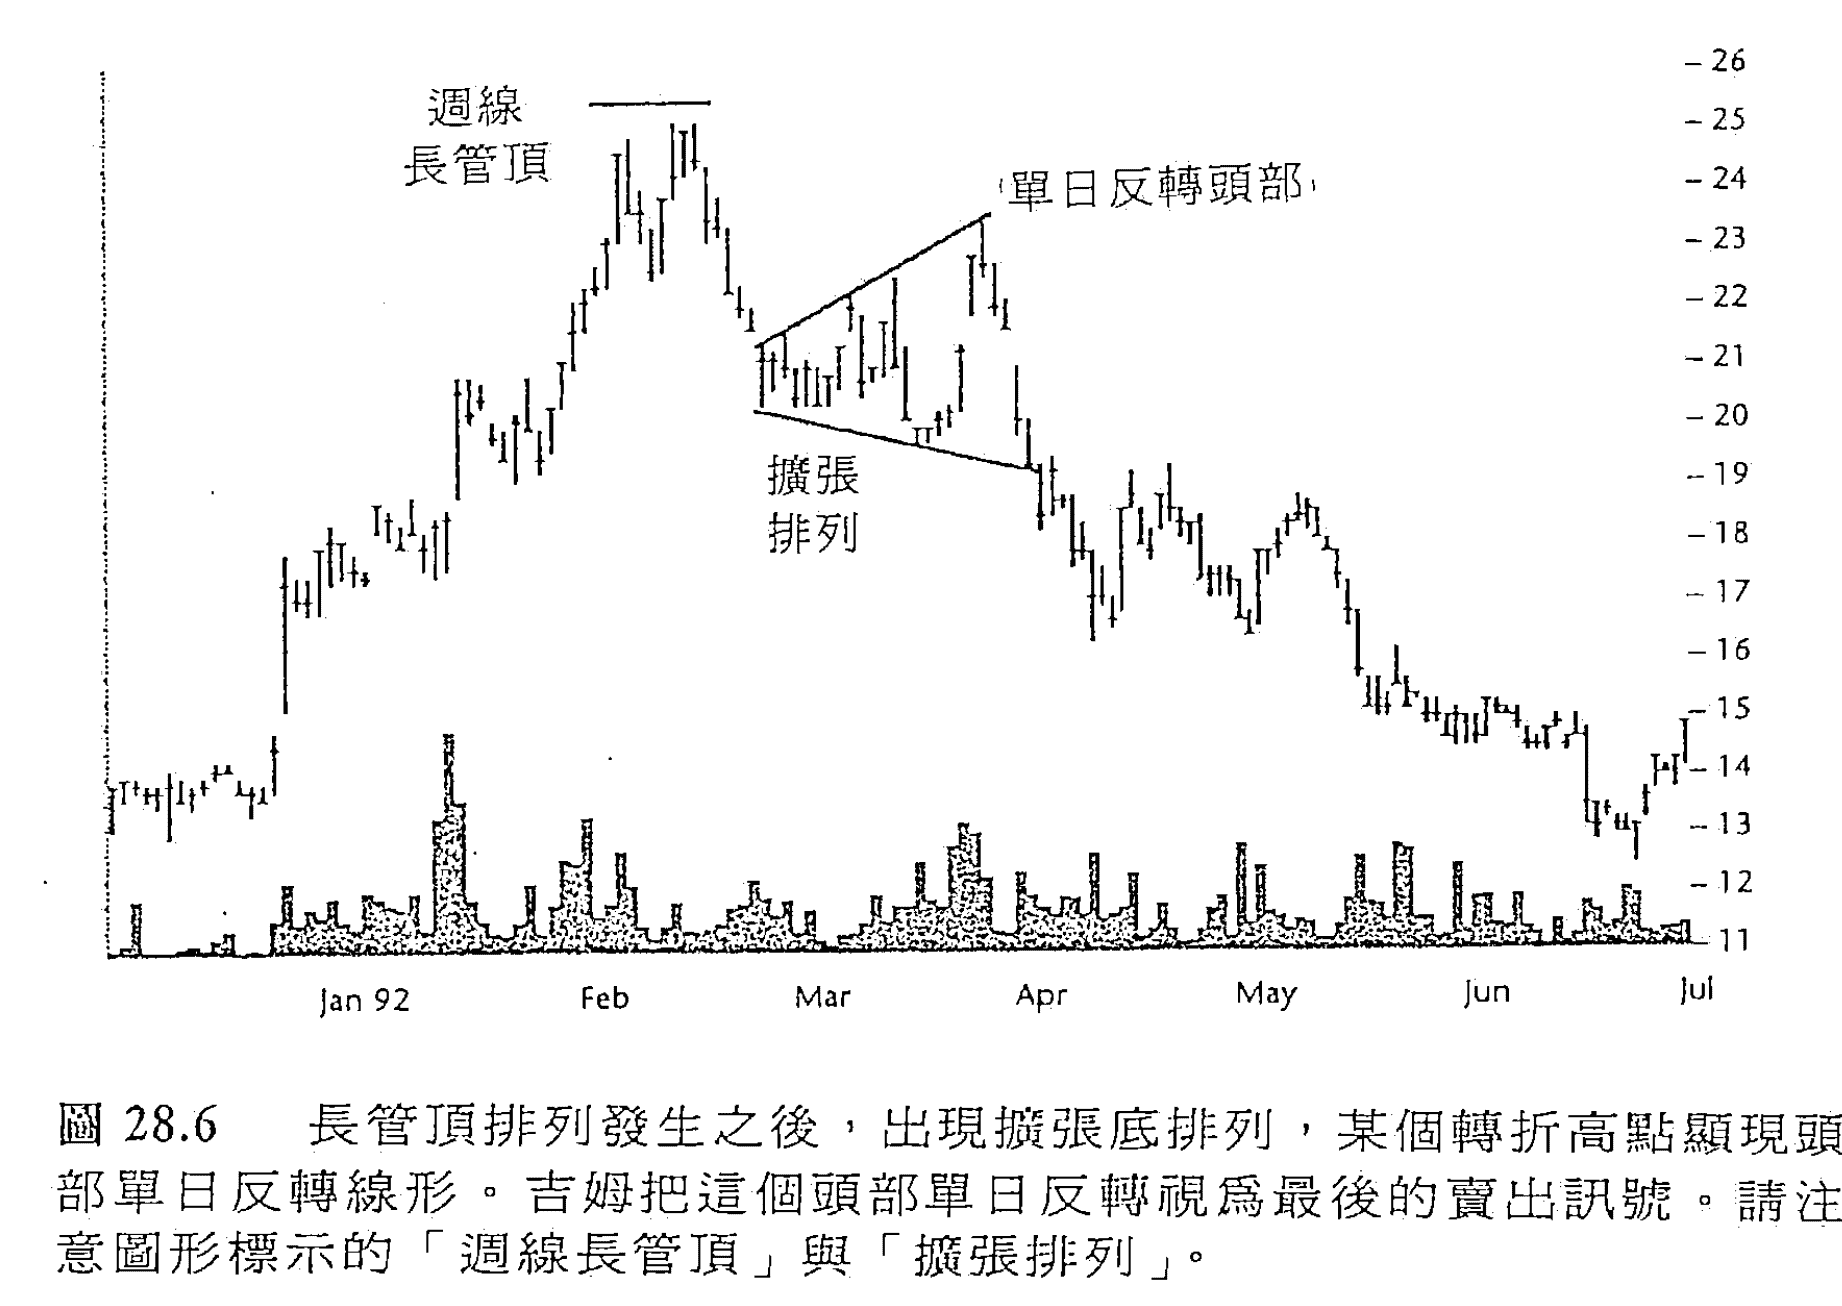 週線
長管頂
單日反轉頭部
擴張
排列
26
25
24
23
22
21
20
19
18
17
16
15
14
13
12
11
Jan 92 Feb Mar Apr May Jun Jul
圖 28.6 長管頂排列發生之後，出現擴張底排列，某個轉折高點顯現頭
部單日反轉線形。吉姆把這個頭部單日反轉視為最後的賣出訊號。請注
意圖形標示的「週線長管頂」與「擴張排列」。